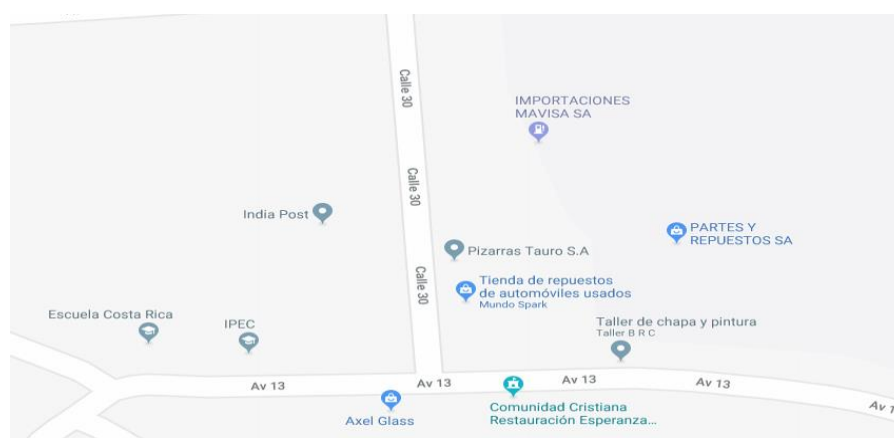 Calle 30
IMPORTACIONES
MAVISA SA
Calle 30
India Post
PARTES Y
REPUESTOS SA
Pizarras Tauro S.A
Calle 30
Tienda de repuestos
de automóviles usados
Mundo Spark
Escuela Costa Rica
IPEC
Taller de chapa y pintura
Taller B R C
Av 13
Av 13
Av 13
Av 13
Av 1
Axel Glass
Comunidad Cristiana
Restauración Esperanza...